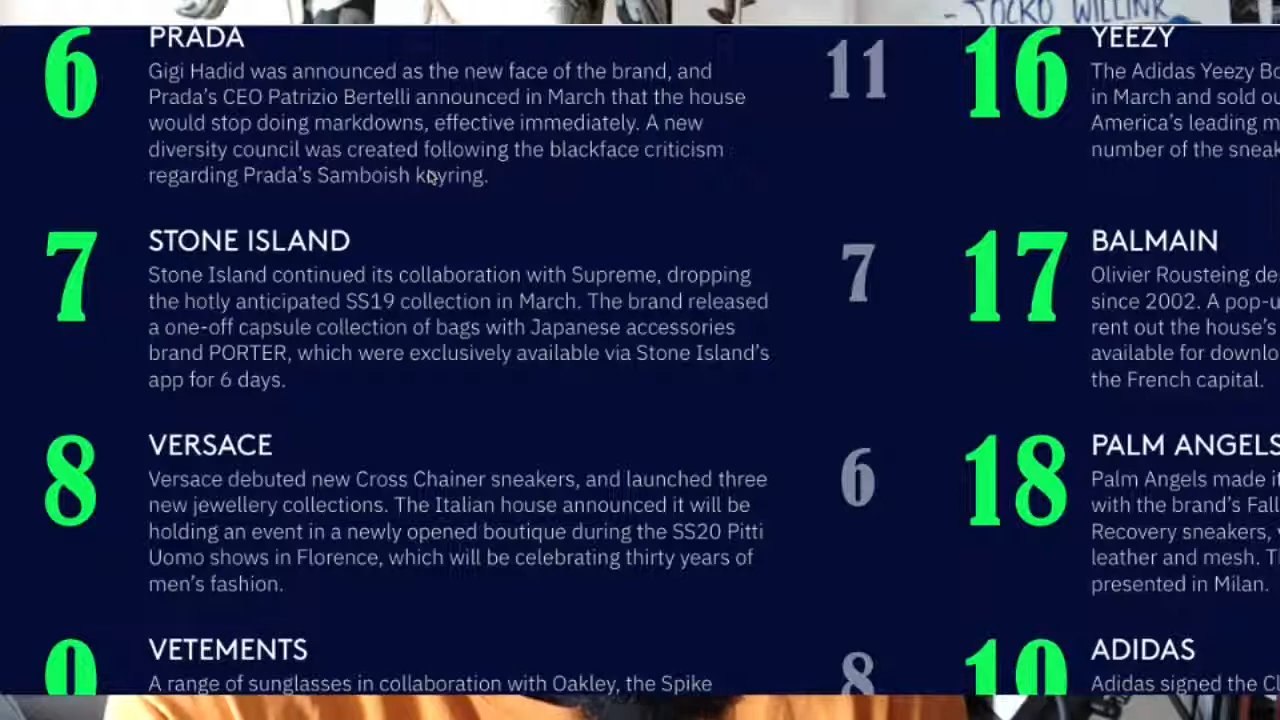 - JOCKO WILLINK
6
PRADA
Gigi Hadid was announced as the new face of the brand, and
Prada's CEO Patrizio Bertelli announced in March that the house
would stop doing markdowns, effective immediately. A new
diversity council was created following the blackface criticism
regarding Prada's Samboish keyring.
11
7
STONE ISLAND
Stone Island continued its collaboration with Supreme, dropping
the hotly anticipated SS19 collection in March. The brand released
a one-off capsule collection of bags with Japanese accessories
brand PORTER, which were exclusively available via Stone Island's
app for 6 days.
7
8
VERSACE
Versace debuted new Cross Chainer sneakers, and launched three
new jewellery collections. The Italian house announced it will be
holding an event in a newly opened boutique during the SS20 Pitti
Uomo shows in Florence, which will be celebrating thirty years of
men's fashion.
6
VETEMENTS
A range of sunglasses in collaboration with Oakley, the Spike
8
16
YEEZY
The Adidas Yeezy Bo
in March and sold ou
America's leading m
number of the sneak
17
BALMAIN
Olivier Rousteing de
since 2002. A pop-u
rent out the house's
available for downlo
the French capital.
18
PALM ANGELS
Palm Angels made it
with the brand's Fall
Recovery sneakers,
leather and mesh. T
presented in Milan.
ADIDAS
Adidas signed the Cl